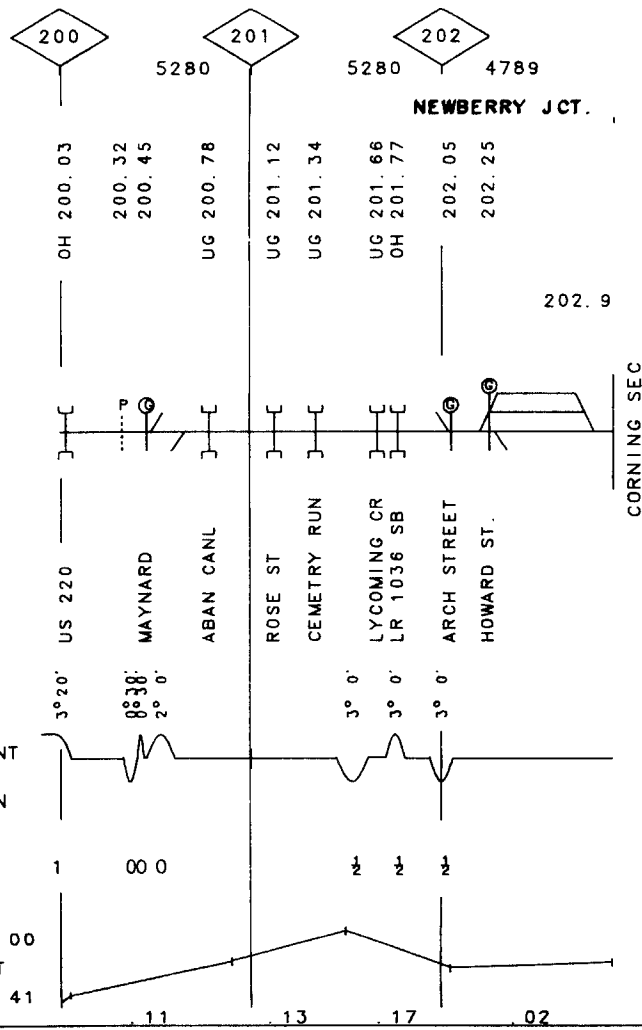 200 201 202
5280 5280 4789
NEWBERRY JCT.
OH 200.03
200.32
200.45
UG 200.78
UG 201.12
UG 201.34
UG 201.66
OH 201.77
202.05
202.25
202.9
P G G G
CORNING SEC
US 220
MAYNARD
ABAN CANL
ROSE ST
CEMETRY RUN
LYCOMING CR
LR 1036 SB
ARCH STREET
HOWARD ST.
3°20'
0°30'
0°30'
2° 0'
3° 0'
3° 0'
3° 0'
NT
N
1 00 0 ½ ½ ½
00
T
41
.11 .13 .17 .02